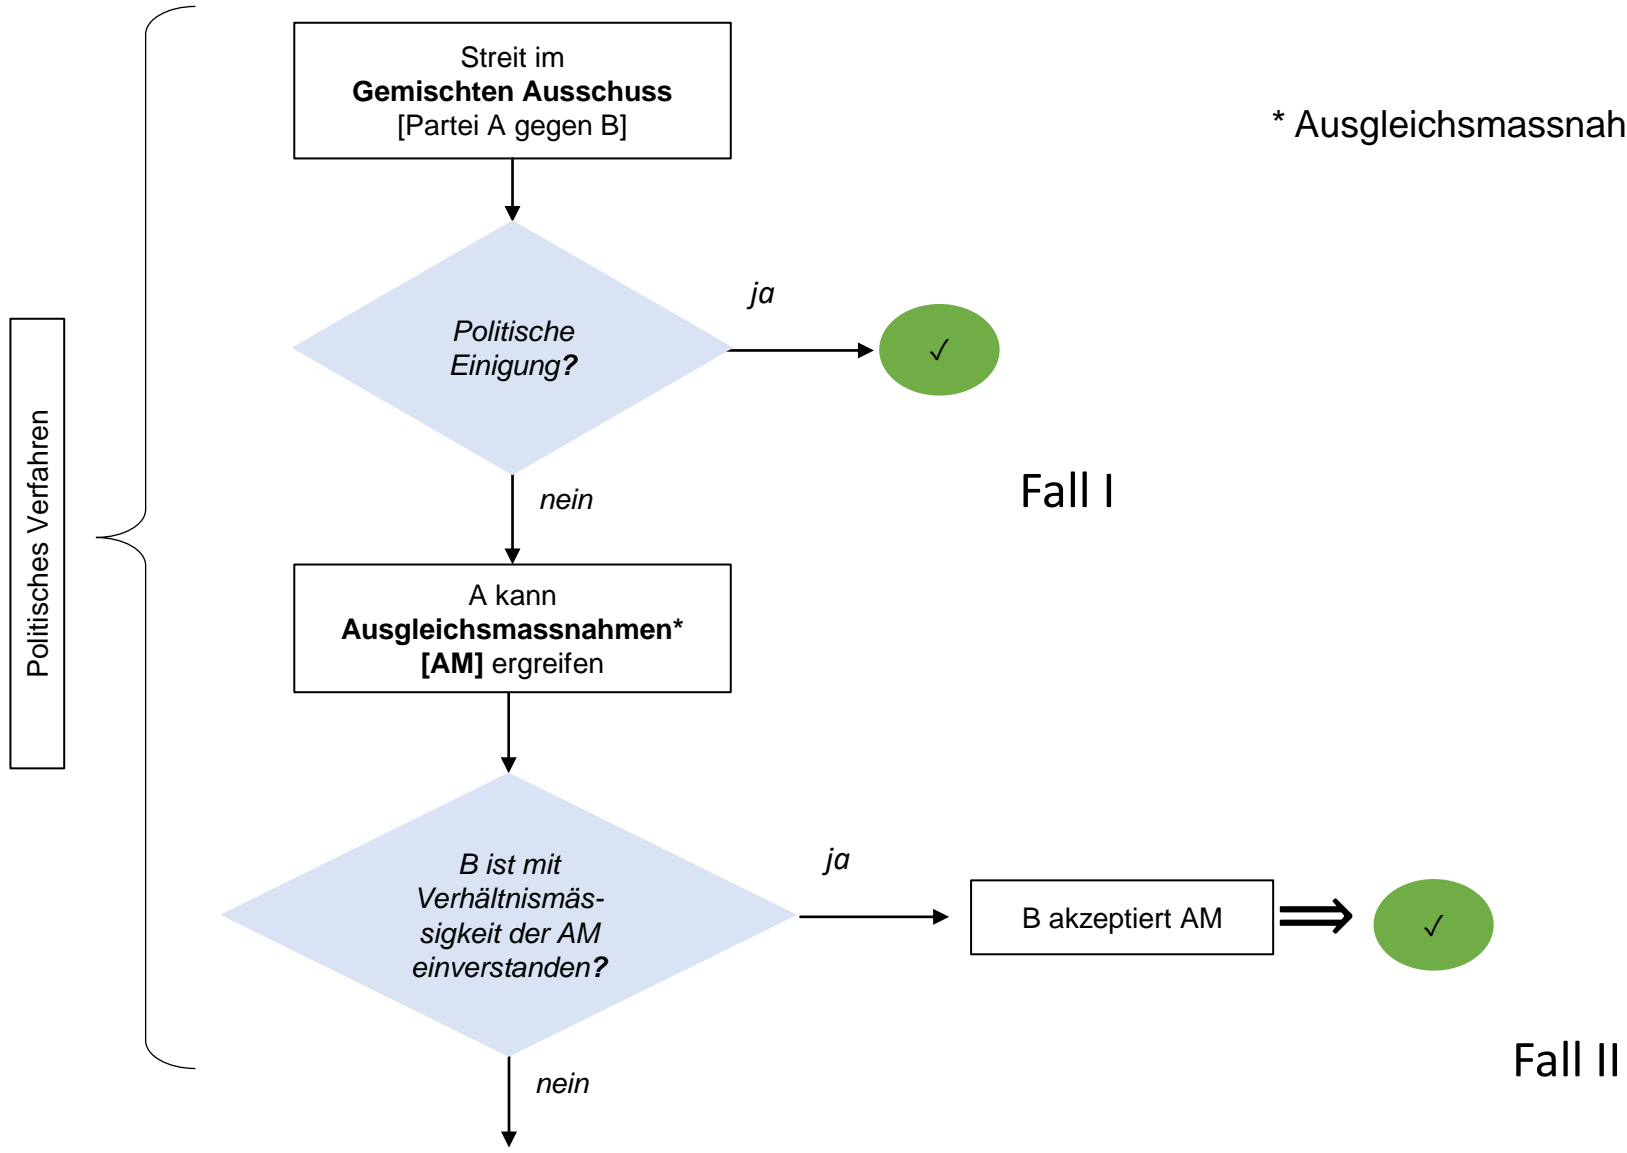 Streit im
Gemischten Ausschuss
[Partei A gegen B]
* Ausgleichsmassnah
Politische
Einigung?
ja
✓
Fall I
nein
Politisches Verfahren
A kann
Ausgleichsmassnahmen*
[AM] ergreifen
B ist mit
Verhältnismäs-
sigkeit der AM
einverstanden?
ja
B akzeptiert AM
✓
Fall II
nein